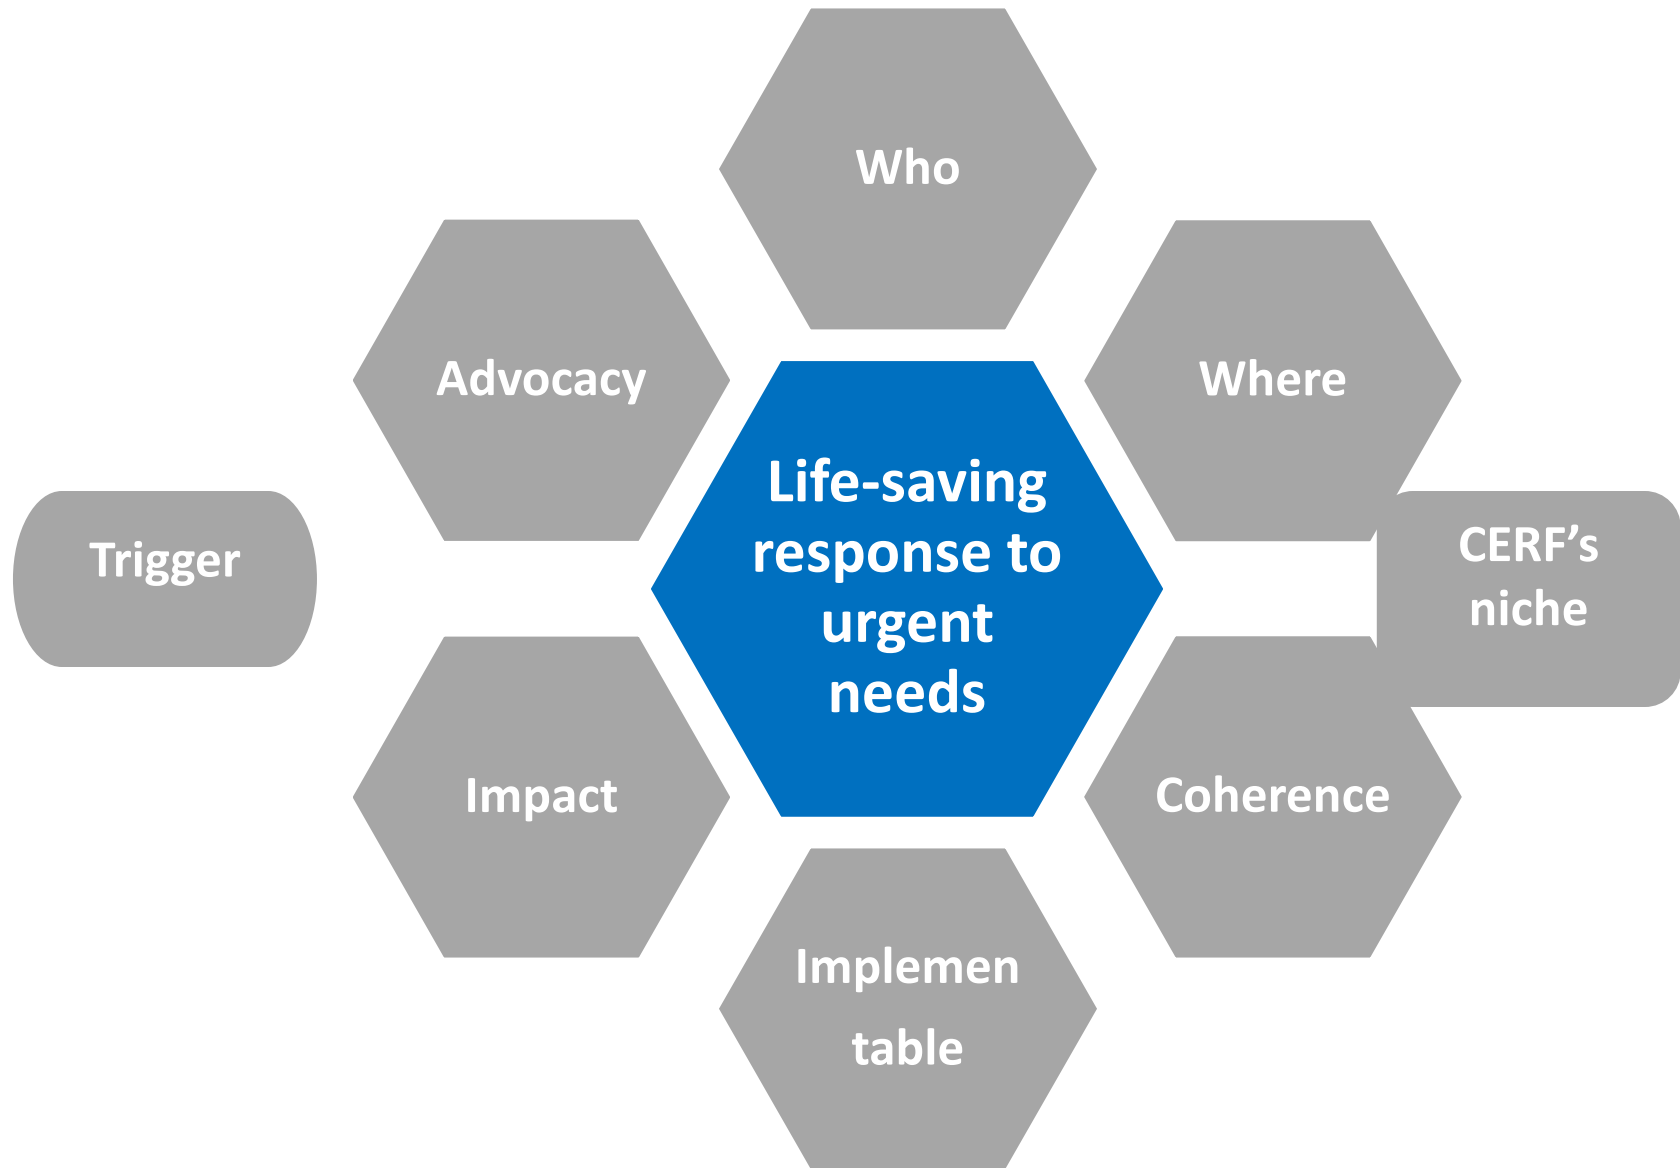 Who
Advocacy
Where
Life-saving
response to
urgent
needs
Trigger
CERF’s
niche
Impact
Coherence
Implemen
table